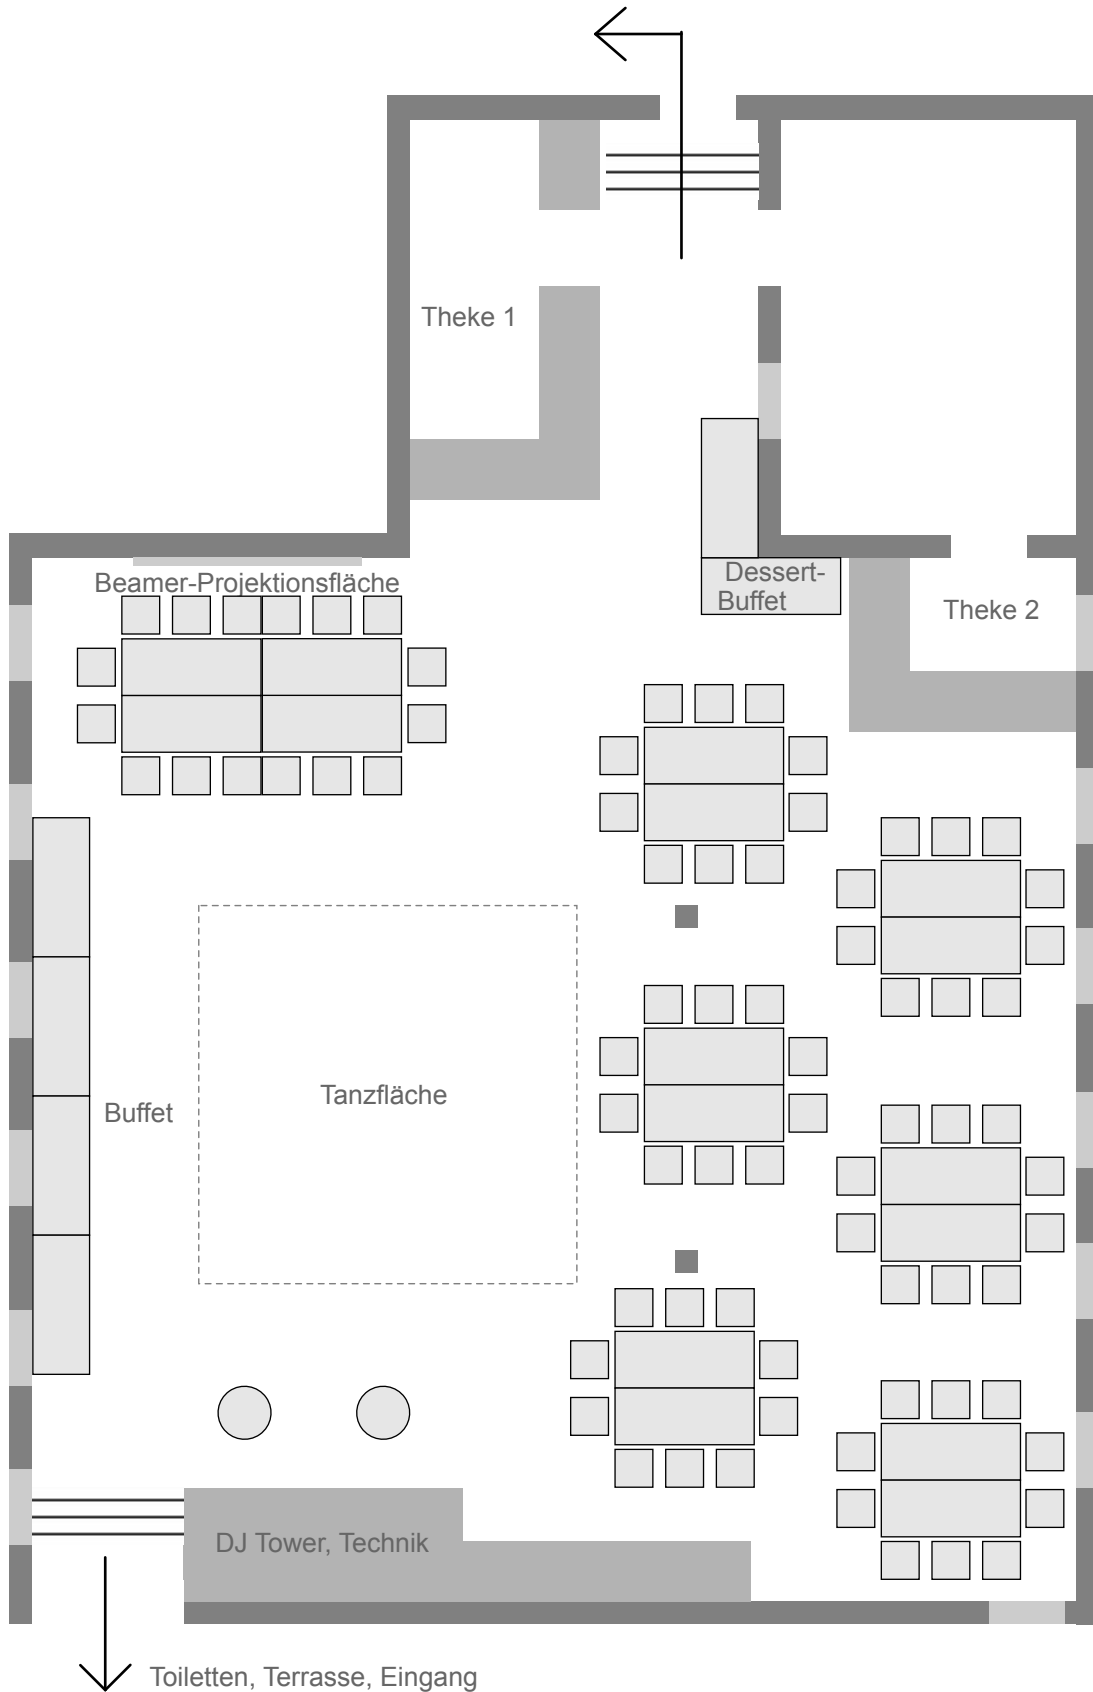 Theke 1
Beamer-Projektionsfläche
Dessert-
Buffet
Theke 2
Buffet
Tanzfläche
DJ Tower, Technik
Toiletten, Terrasse, Eingang